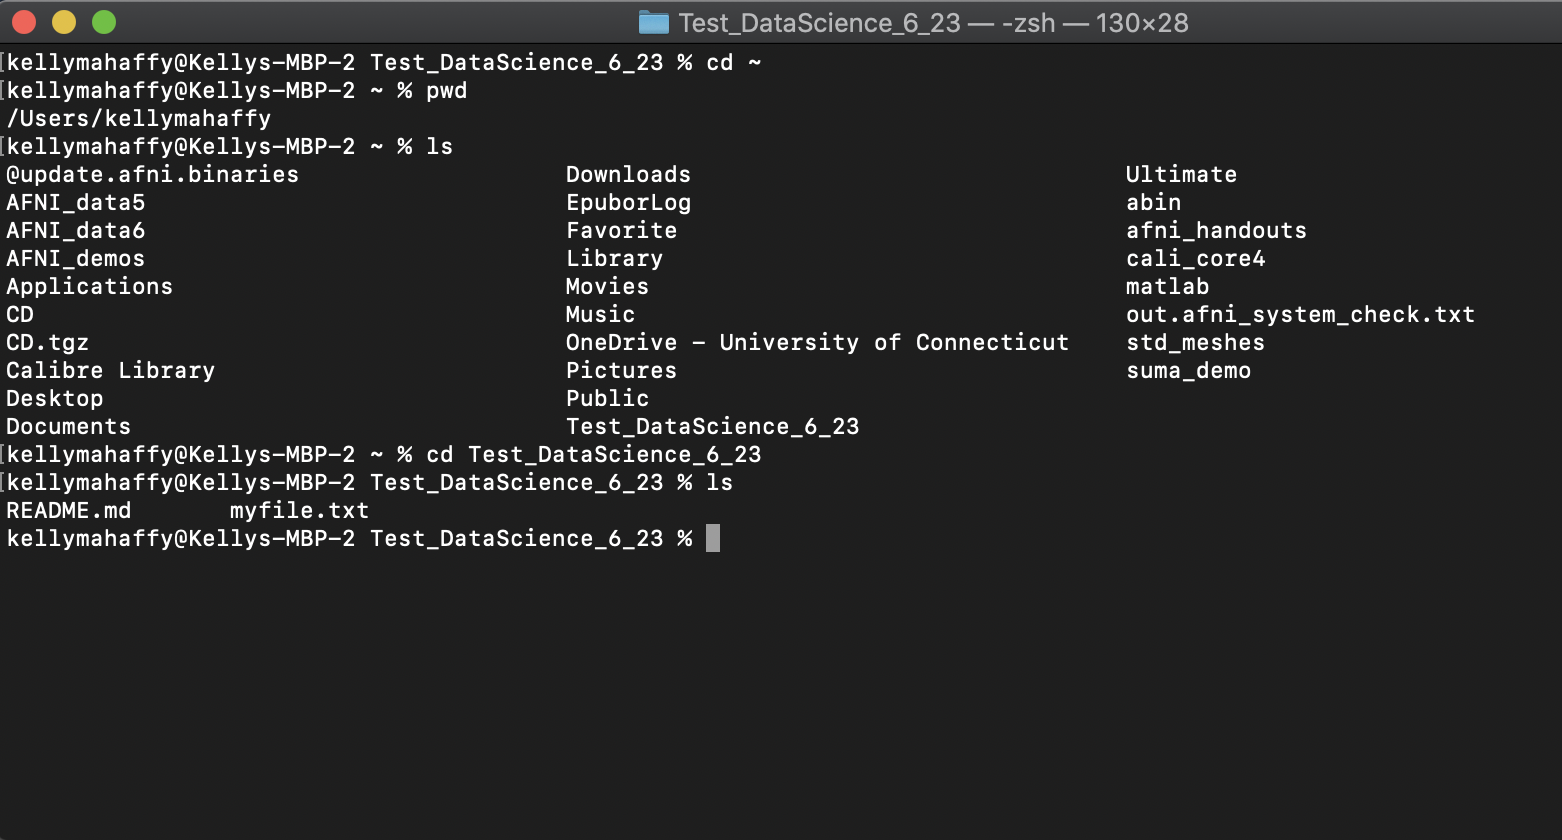 Test_DataScience_6_23 — -zsh — 130×28
kellymahaffy@Kellys-MBP-2 Test_DataScience_6_23 % cd ~
kellymahaffy@Kellys-MBP-2 ~ % pwd
/Users/kellymahaffy
kellymahaffy@Kellys-MBP-2 ~ % ls
@update.afni.binaries Downloads Ultimate
AFNI_data5 EpuborLog abin
AFNI_data6 Favorite afni_handouts
AFNI_demos Library cali_core4
Applications Movies matlab
CD Music out.afni_system_check.txt
CD.tgz OneDrive - University of Connecticut std_meshes
Calibre Library Pictures suma_demo
Desktop Public
Documents Test_DataScience_6_23
kellymahaffy@Kellys-MBP-2 ~ % cd Test_DataScience_6_23
kellymahaffy@Kellys-MBP-2 Test_DataScience_6_23 % ls
README.md myfile.txt
kellymahaffy@Kellys-MBP-2 Test_DataScience_6_23 %